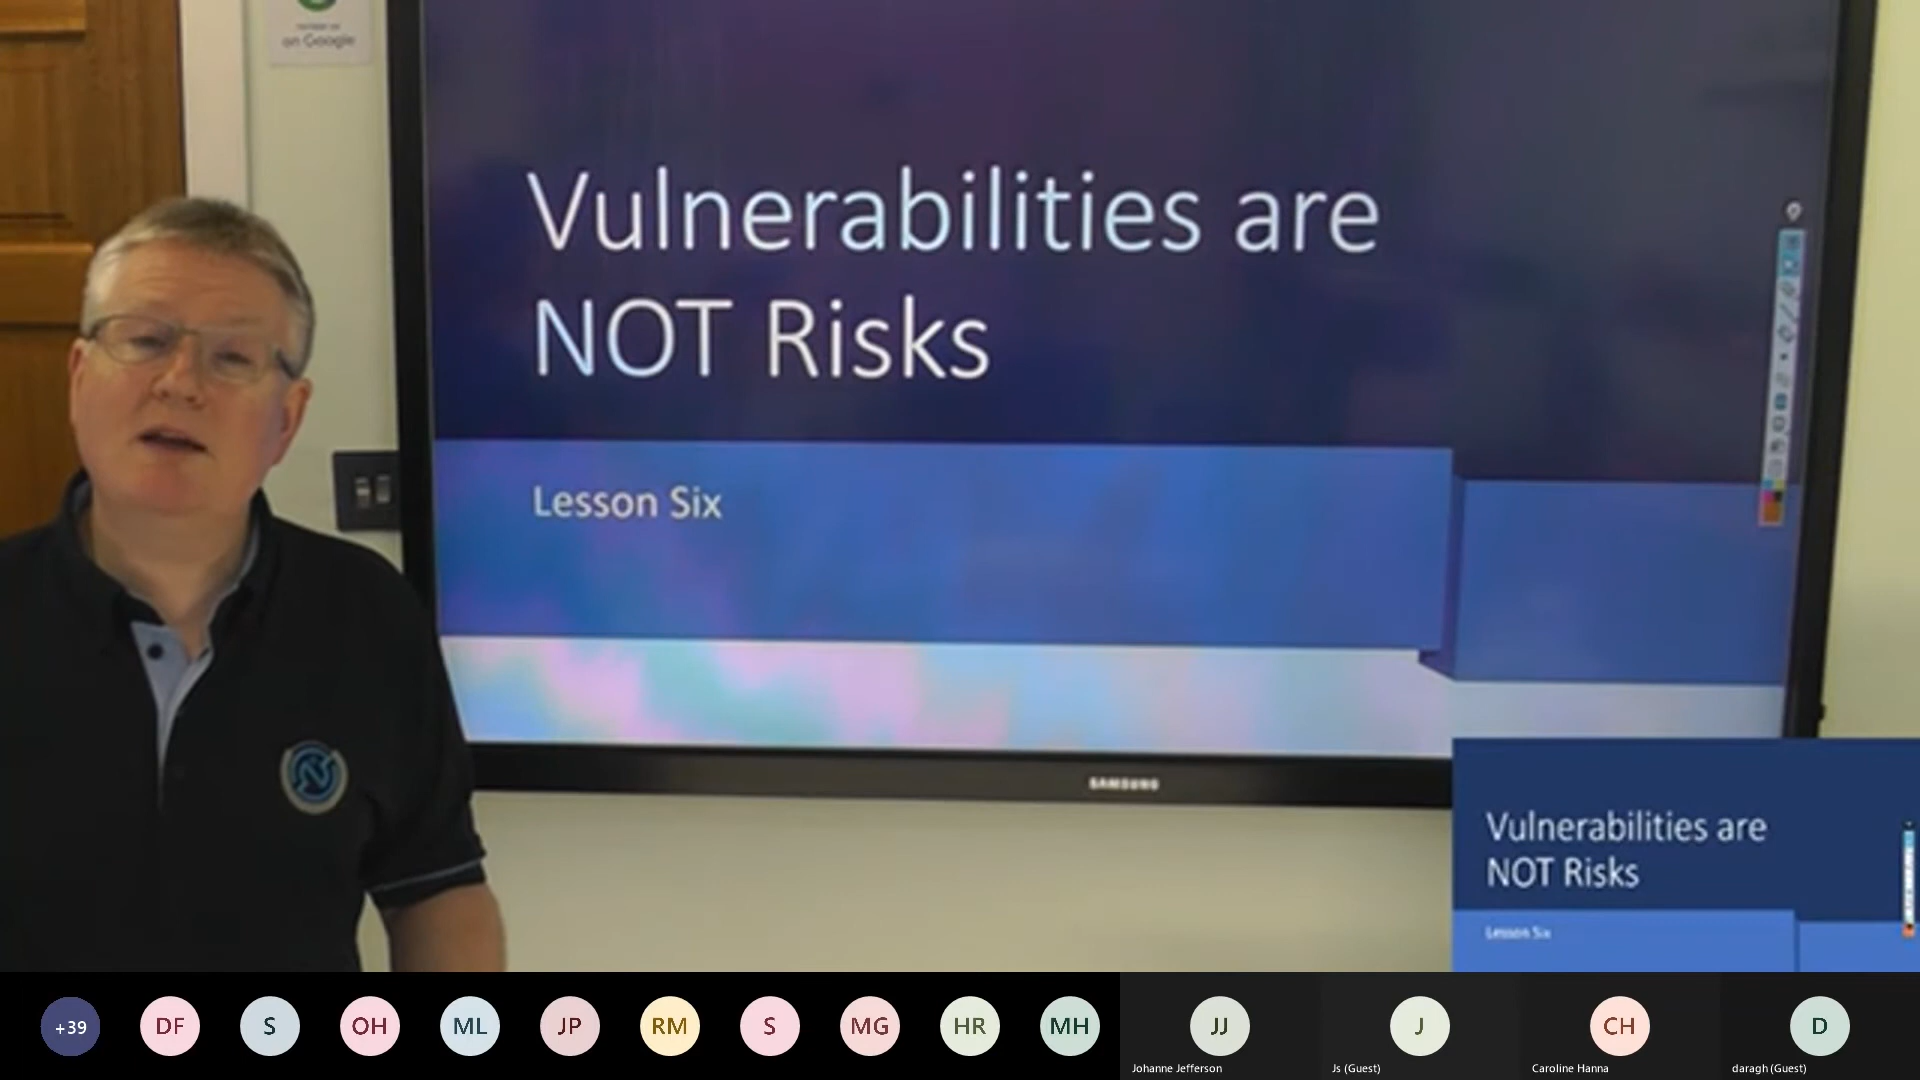 on Google
Vulnerabilities are
NOT Risks
Lesson Six
SAMSUNG
Vulnerabilities are
NOT Risks
Lesson Six
+39
DF
S
OH
ML
JP
RM
S
MG
HR
MH
JJ
J
CH
D
Johanne Jefferson
Js (Guest)
Caroline Hanna
daragh (Guest)